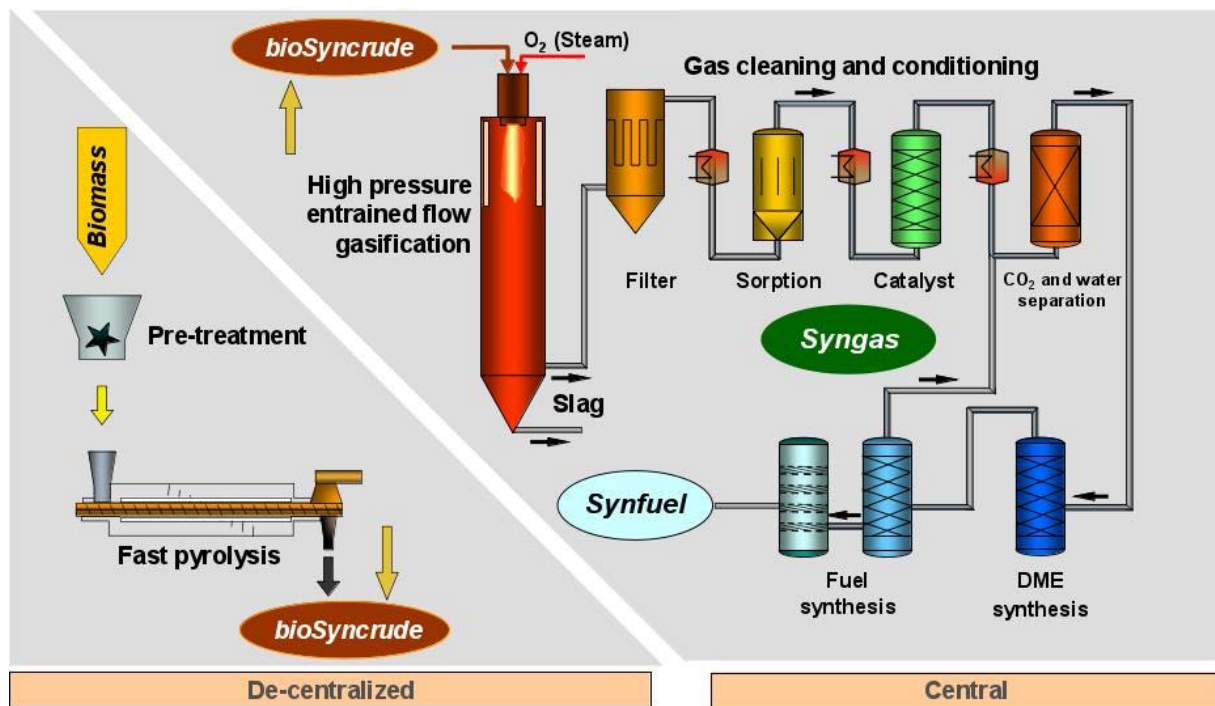 bioSyncrude
O₂ (Steam)
Gas cleaning and conditioning
Biomass
High pressure
entrained flow
gasification
Filter
Sorption
Catalyst
CO₂ and water
separation
Pre-treatment
Syngas
Slag
Synfuel
Fast pyrolysis
Fuel
synthesis
DME
synthesis
bioSyncrude
De-centralized
Central